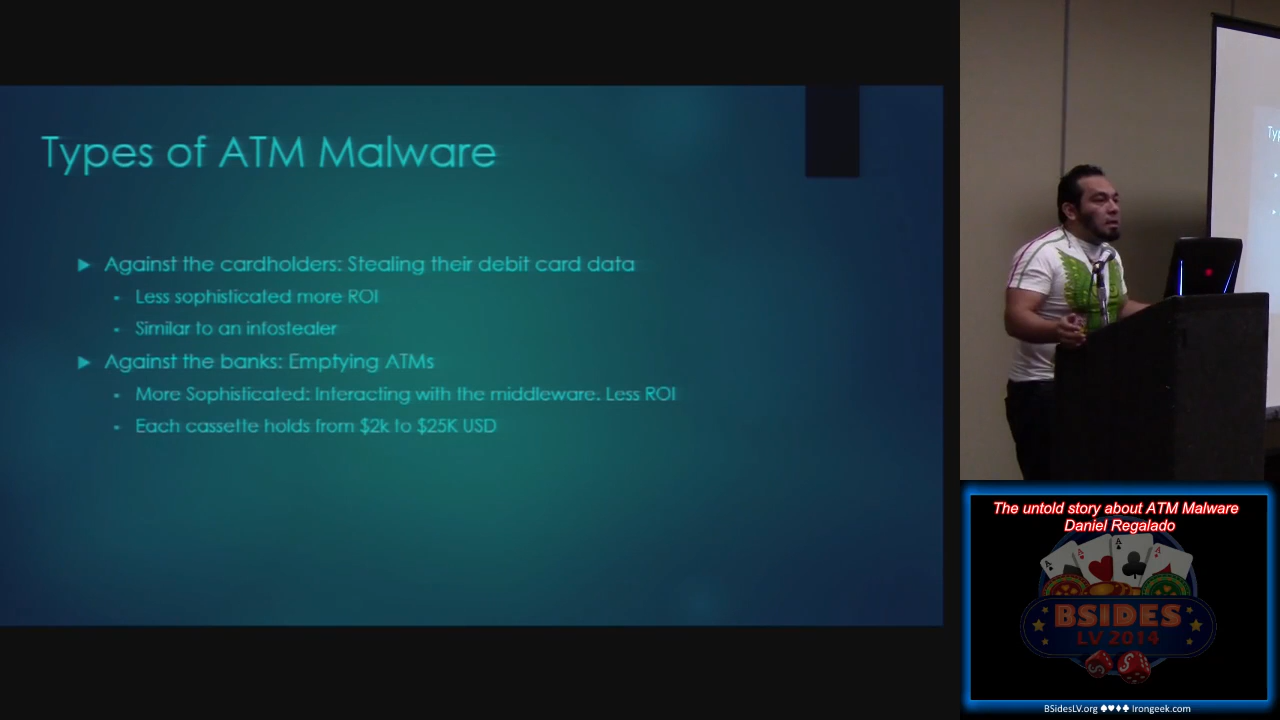 Types of ATM Malware
Against the cardholders: Stealing their debit card data
Less sophisticated more ROI
Similar to an infostealer
Against the banks: Emptying ATMs
More Sophisticated: Interacting with the middleware. Less ROI
Each cassette holds from $2k to $25K USD
Typ
The untold story about ATM Malware
Daniel Regalado
A
A
A
A
BSIDES
LV 2014
S
S
BSidesLV.org ♠♥♦♣ Irongeek.com